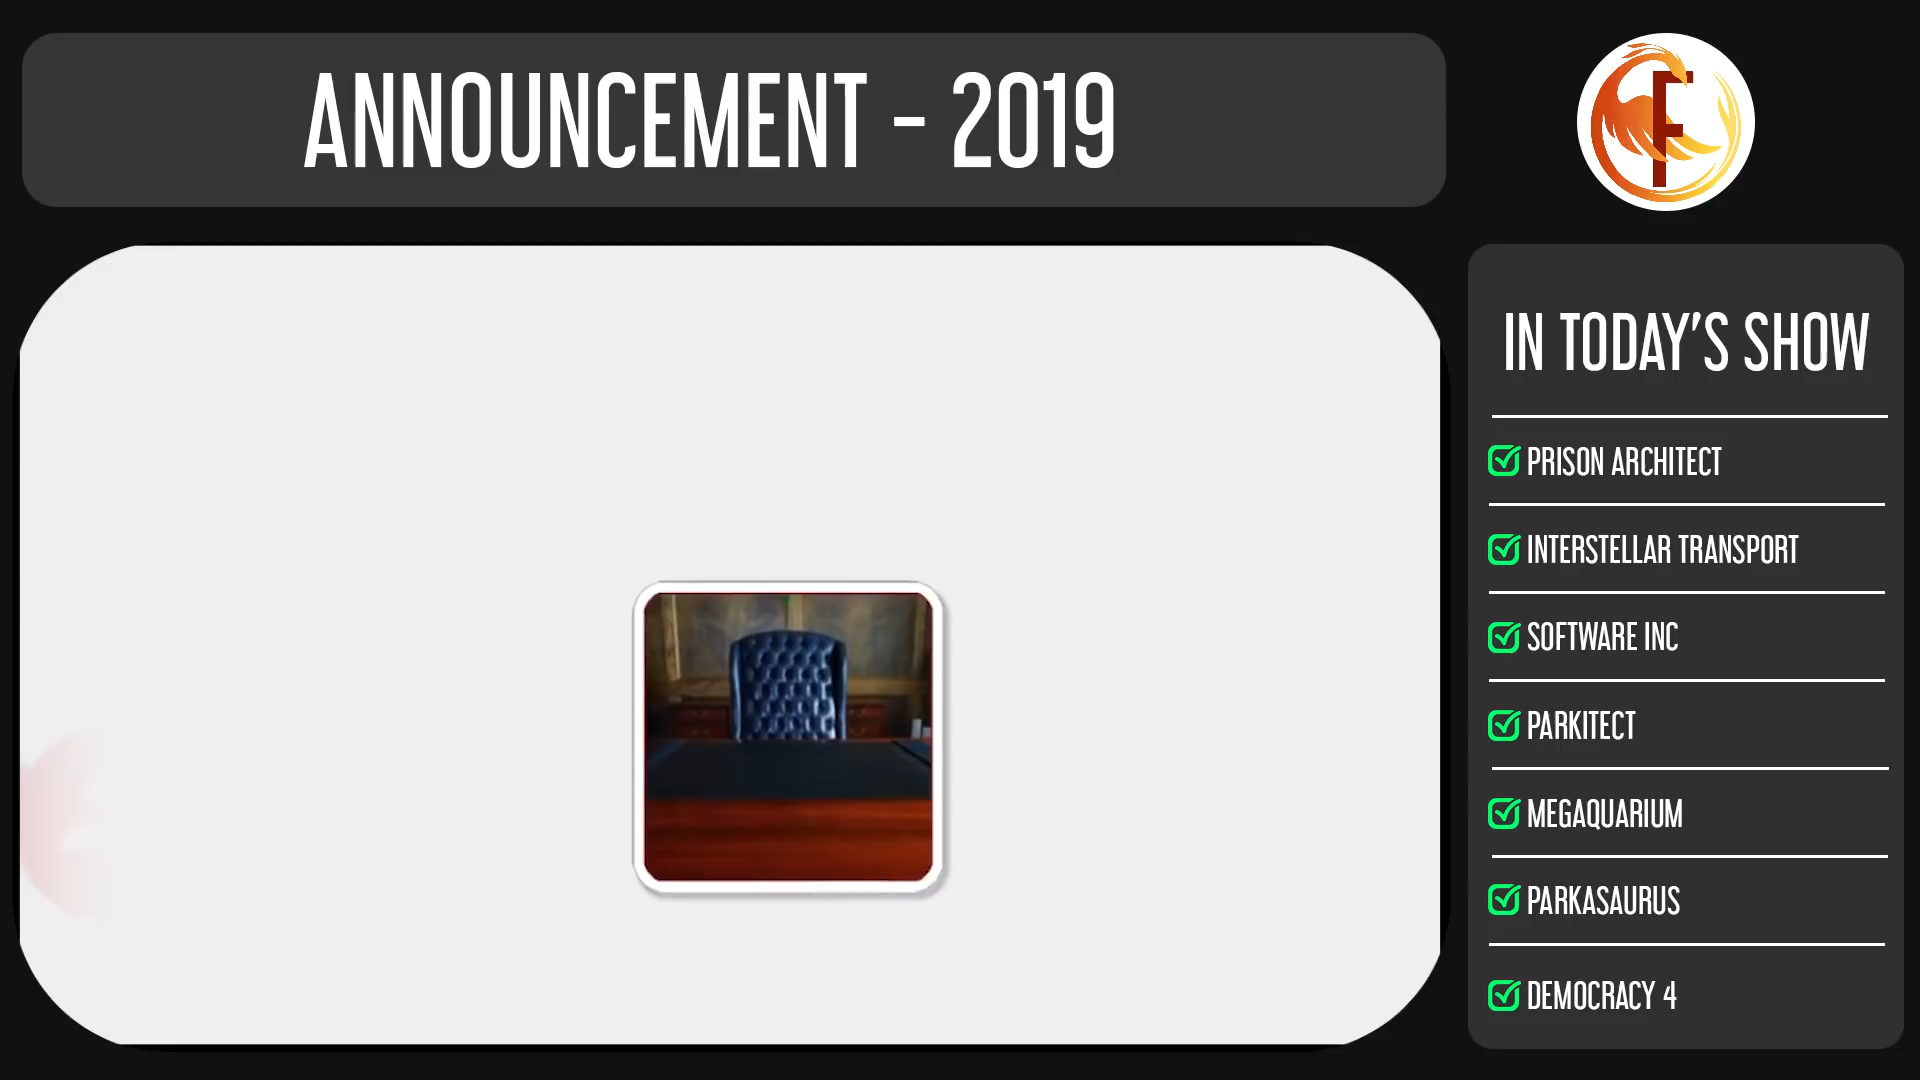 ANNOUNCEMENT - 2019
F
IN TODAY'S SHOW
PRISON ARCHITECT
INTERSTELLAR TRANSPORT
SOFTWARE INC
PARKITECT
MEGAQUARIUM
PARKASAURUS
DEMOCRACY 4